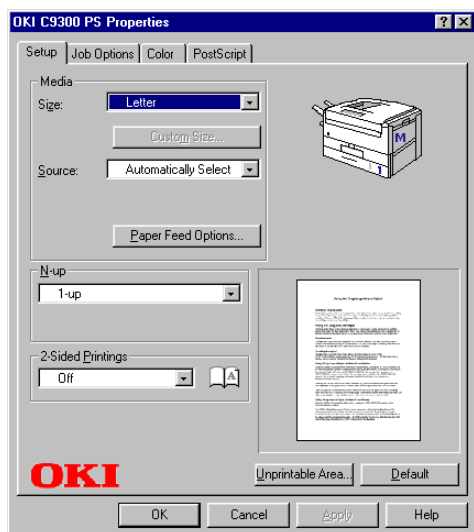 OKI C9300 PS Properties
Setup Job Options Color PostScript
Media
Size: Letter
Custom Size...
Source: Automatically Select
M
1
Paper Feed Options...
N-up
1-up
2-Sided Printings
Off
A
OKI
Unprintable Area... Default
OK Cancel Apply Help